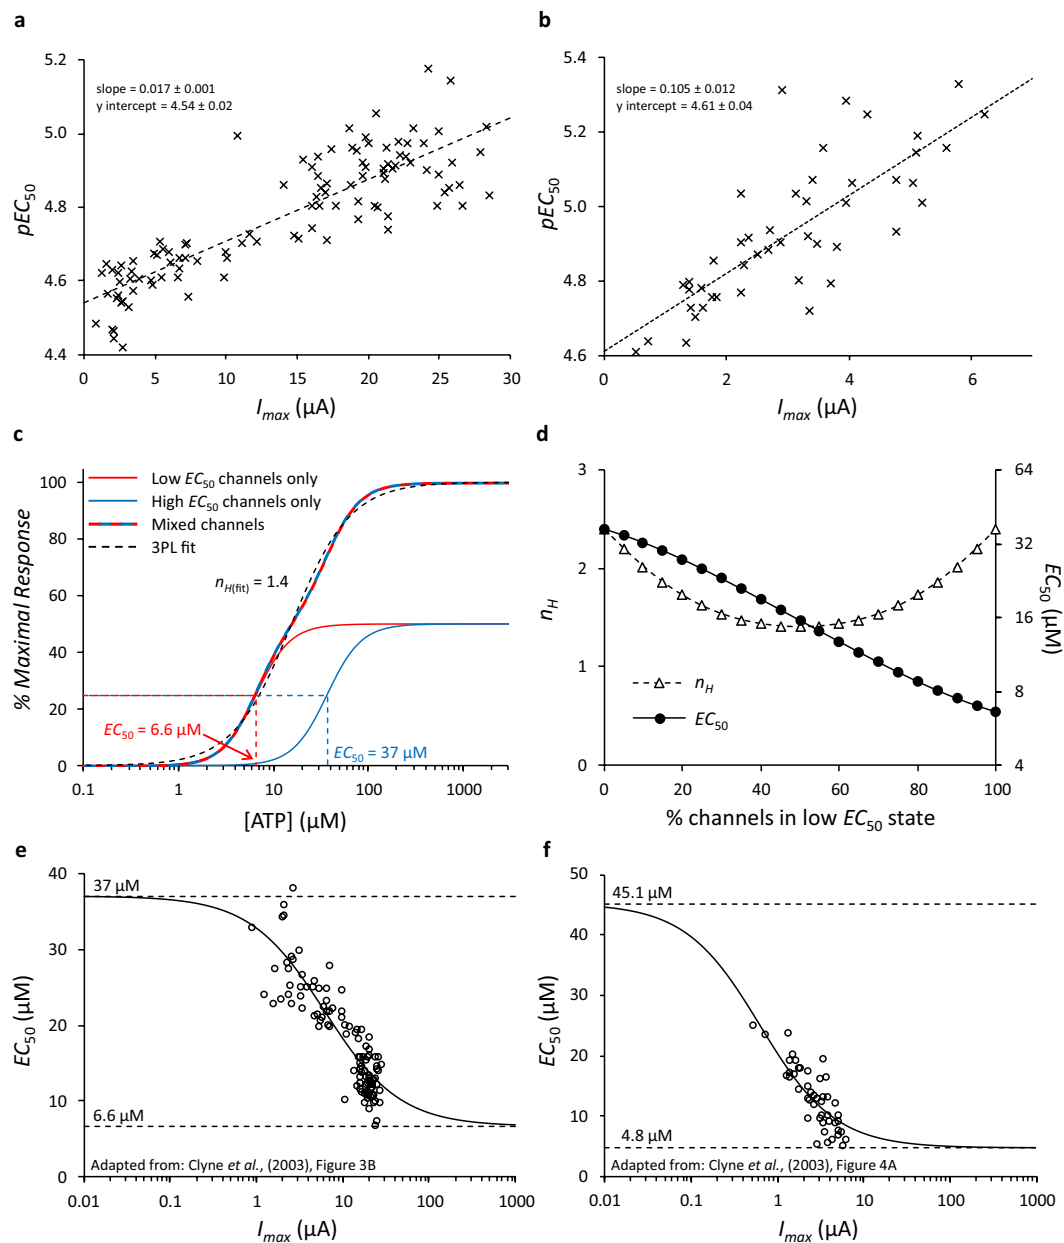 a
slope = 0.017 ± 0.001
y intercept = 4.54 ± 0.02
5.2
5.0
4.8
4.6
4.4
pEC50
0 5 10 15 20 25 30
Imax (µA)
b
slope = 0.105 ± 0.012
y intercept = 4.61 ± 0.04
5.4
5.2
5.0
4.8
4.6
pEC50
0 2 4 6
Imax (µA)
c
Low EC50 channels only
High EC50 channels only
Mixed channels
3PL fit
nH(fit) = 1.4
EC50 = 6.6 µM
EC50 = 37 µM
100
80
60
40
20
0
% Maximal Response
0.1 1 10 100 1000
[ATP] (µM)
d
3
2
1
0
nH
64
32
16
8
4
EC50 (µM)
nH
EC50
0 20 40 60 80 100
% channels in low EC50 state
e
40
30
20
10
0
EC50 (µM)
37 µM
6.6 µM
Adapted from: Clyne et al., (2003), Figure 3B
0.01 0.1 1 10 100 1000
Imax (µA)
f
50
40
30
20
10
0
EC50 (µM)
45.1 µM
4.8 µM
Adapted from: Clyne et al., (2003), Figure 4A
0.01 0.1 1 10 100 1000
Imax (µA)